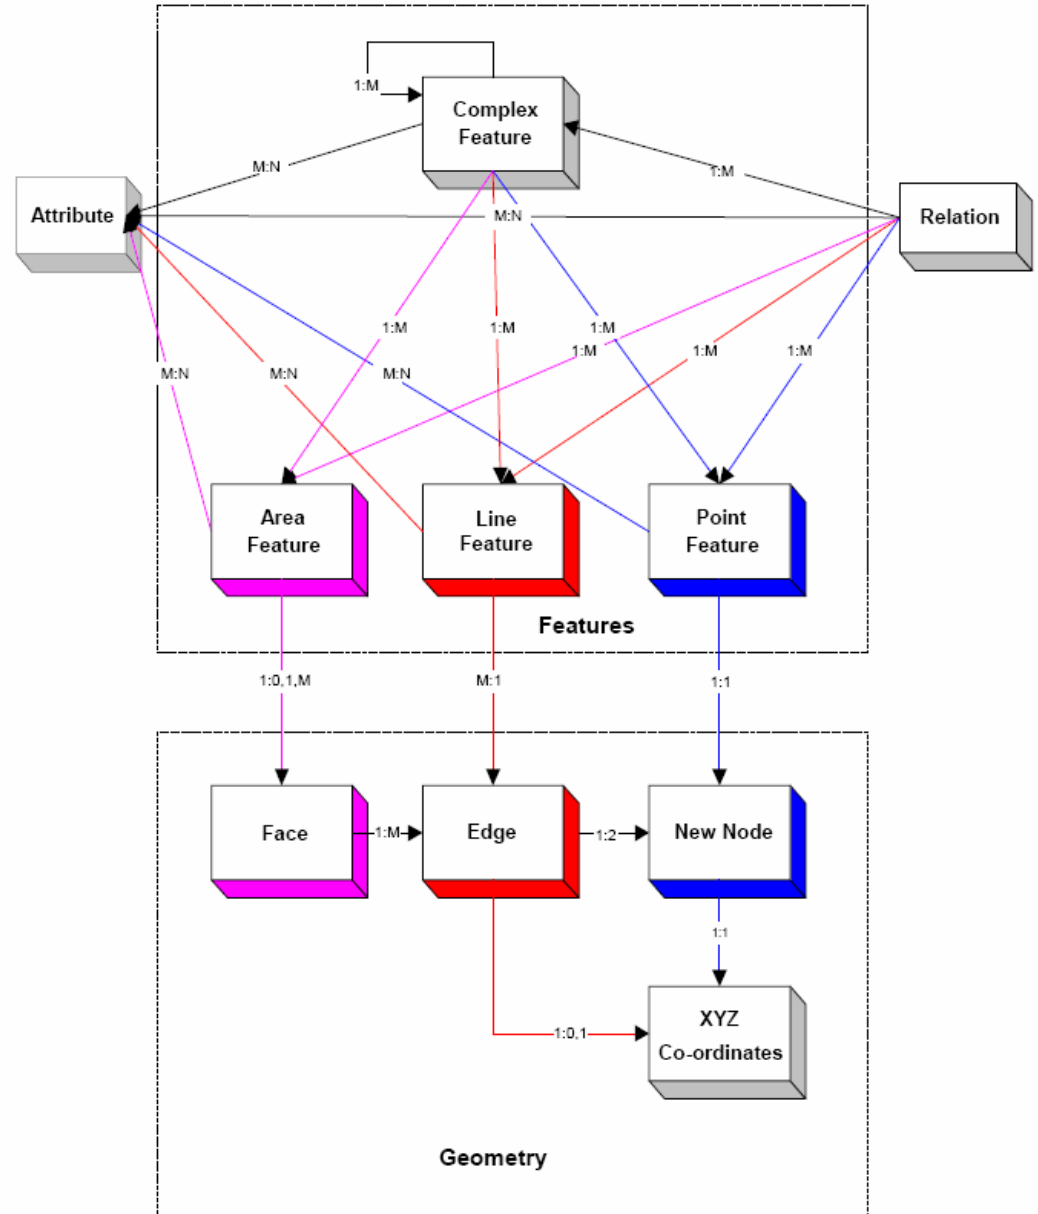 1:M
Complex
Feature
M:N
1:M
Attribute
M:N
Relation
1:M
1:M
1:M
1:M
1:M
1:M
M:N
M:N
M:N
Area
Feature
Line
Feature
Point
Feature
Features
1:0,1,M
M:1
1:1
Face
1:M
Edge
1:2
New Node
1:1
XYZ
Co-ordinates
1:0,1
Geometry